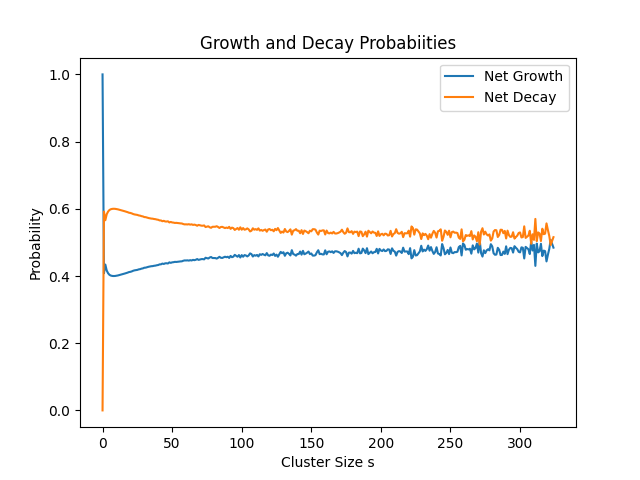 Growth and Decay Probabiities
Net Growth
Net Decay
1.0
0.8
0.6
0.4
0.2
0.0
Probability
0 50 100 150 200 250 300
Cluster Size s